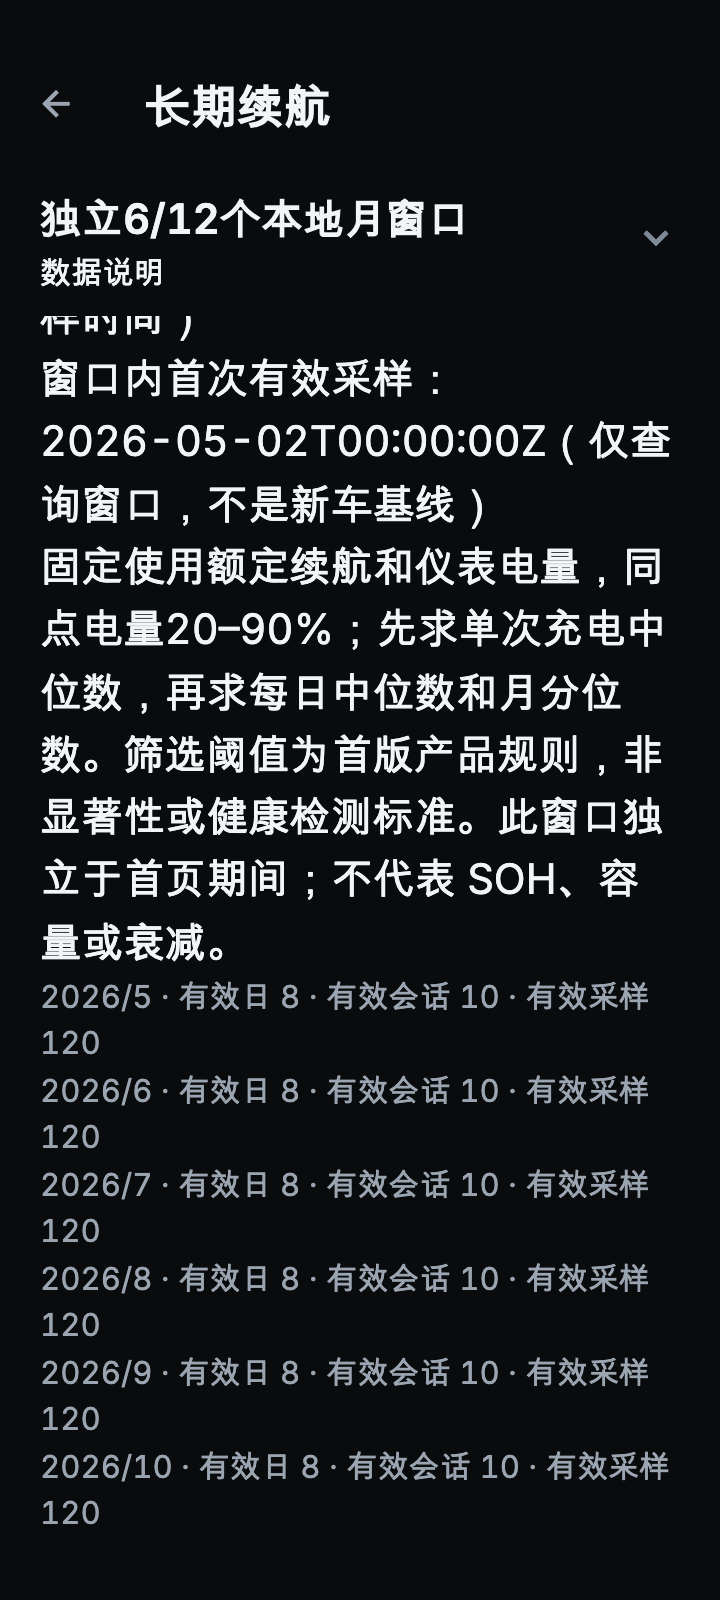 长期续航
独立6/12个本地月窗口
数据说明
样时间）
窗口内首次有效采样：
2026-05-02T00:00:00Z（仅查
询窗口，不是新车基线）
固定使用额定续航和仪表电量，同
点电量20–90%；先求单次充电中
位数，再求每日中位数和月分位
数。筛选阈值为首版产品规则，非
显著性或健康检测标准。此窗口独
立于首页期间；不代表 SOH、容
量或衰减。
2026/5 · 有效日 8 · 有效会话 10 · 有效采样
120
2026/6 · 有效日 8 · 有效会话 10 · 有效采样
120
2026/7 · 有效日 8 · 有效会话 10 · 有效采样
120
2026/8 · 有效日 8 · 有效会话 10 · 有效采样
120
2026/9 · 有效日 8 · 有效会话 10 · 有效采样
120
2026/10 · 有效日 8 · 有效会话 10 · 有效采样
120